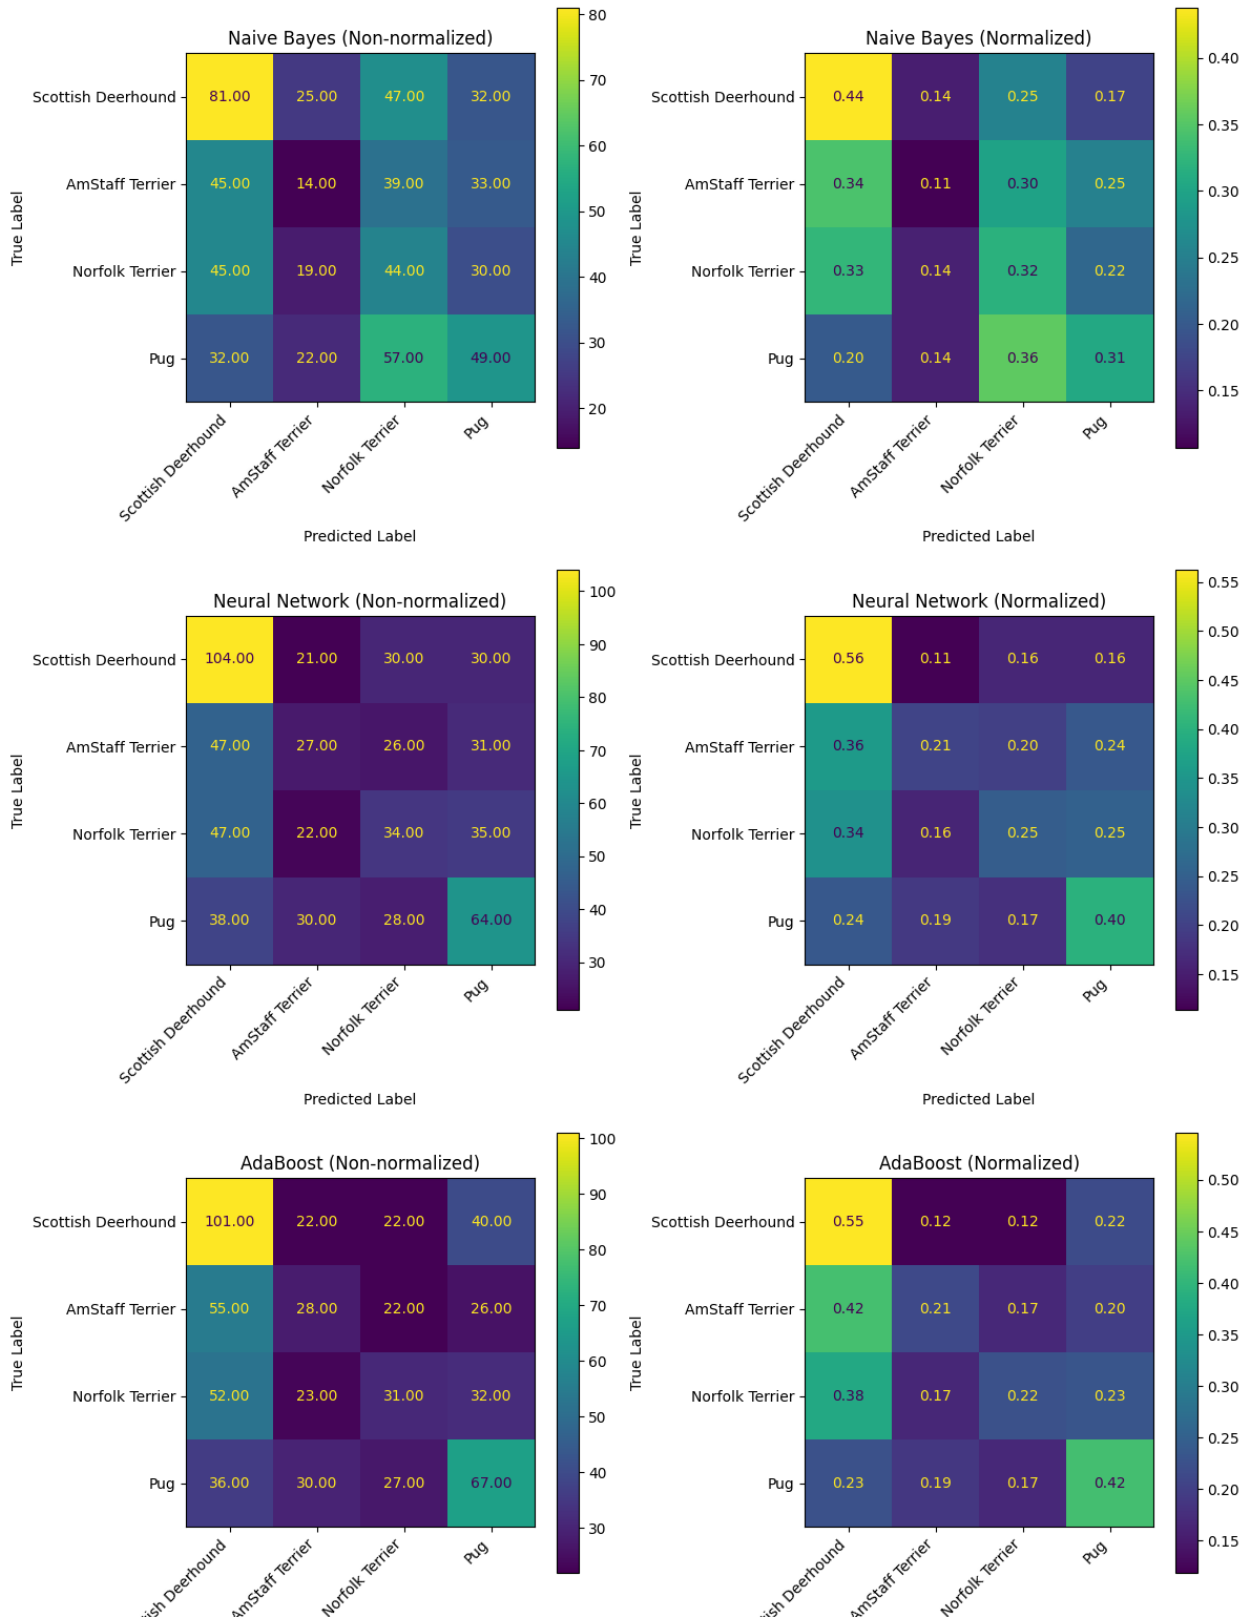 Naive Bayes (Non-normalized)
True Label
Scottish Deerhound
81.00 25.00 47.00 32.00
AmStaff Terrier
45.00 14.00 39.00 33.00
Norfolk Terrier
45.00 19.00 44.00 30.00
Pug
32.00 22.00 57.00 49.00
Scottish Deerhound
AmStaff Terrier
Norfolk Terrier
Pug
Predicted Label
80
70
60
50
40
30
20
Naive Bayes (Normalized)
True Label
Scottish Deerhound
0.44 0.14 0.25 0.17
AmStaff Terrier
0.34 0.11 0.30 0.25
Norfolk Terrier
0.33 0.14 0.32 0.22
Pug
0.20 0.14 0.36 0.31
Scottish Deerhound
AmStaff Terrier
Norfolk Terrier
Pug
Predicted Label
0.40
0.35
0.30
0.25
0.20
0.15
Neural Network (Non-normalized)
True Label
Scottish Deerhound
104.00 21.00 30.00 30.00
AmStaff Terrier
47.00 27.00 26.00 31.00
Norfolk Terrier
47.00 22.00 34.00 35.00
Pug
38.00 30.00 28.00 64.00
Scottish Deerhound
AmStaff Terrier
Norfolk Terrier
Pug
Predicted Label
100
90
80
70
60
50
40
30
Neural Network (Normalized)
True Label
Scottish Deerhound
0.56 0.11 0.16 0.16
AmStaff Terrier
0.36 0.21 0.20 0.24
Norfolk Terrier
0.34 0.16 0.25 0.25
Pug
0.24 0.19 0.17 0.40
Scottish Deerhound
AmStaff Terrier
Norfolk Terrier
Pug
Predicted Label
0.55
0.50
0.45
0.40
0.35
0.30
0.25
0.20
0.15
AdaBoost (Non-normalized)
True Label
Scottish Deerhound
101.00 22.00 22.00 40.00
AmStaff Terrier
55.00 28.00 22.00 26.00
Norfolk Terrier
52.00 23.00 31.00 32.00
Pug
36.00 30.00 27.00 67.00
tish Deerhound
AmStaff Terrier
Norfolk Terrier
Pug
100
90
80
70
60
50
40
30
AdaBoost (Normalized)
True Label
Scottish Deerhound
0.55 0.12 0.12 0.22
AmStaff Terrier
0.42 0.21 0.17 0.20
Norfolk Terrier
0.38 0.17 0.22 0.23
Pug
0.23 0.19 0.17 0.42
tish Deerhound
AmStaff Terrier
Norfolk Terrier
Pug
0.50
0.45
0.40
0.35
0.30
0.25
0.20
0.15